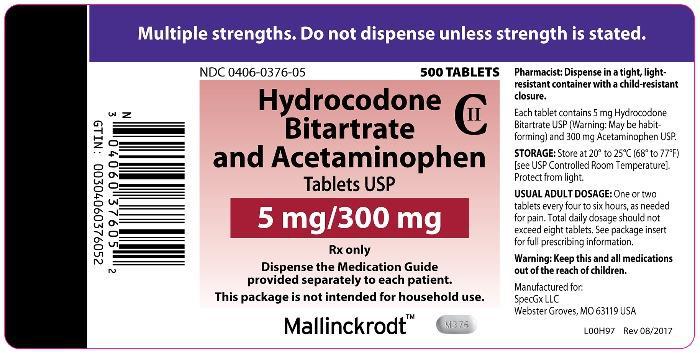 Multiple strengths. Do not dispense unless strength is stated.
N
3 0406037605 2
GTIN: 00304060376052
NDC 0406-0376-05 500 TABLETS
Hydrocodone
Bitartrate
and Acetaminophen
CII
Tablets USP
5 mg/300 mg
Rx only
Dispense the Medication Guide
provided separately to each patient.
This package is not intended for household use.
Mallinckrodt™
M376
Pharmacist: Dispense in a tight, light-
resistant container with a child-resistant
closure.
Each tablet contains 5 mg Hydrocodone
Bitartrate USP (Warning: May be habit-
forming) and 300 mg Acetaminophen USP.
STORAGE: Store at 20° to 25°C (68° to 77°F)
[see USP Controlled Room Temperature].
Protect from light.
USUAL ADULT DOSAGE: One or two
tablets every four to six hours, as needed
for pain. Total daily dosage should not
exceed eight tablets. See package insert
for full prescribing information.
Warning: Keep this and all medications
out of the reach of children.
Manufactured for:
SpecGx LLC
Webster Groves, MO 63119 USA
L00H97 Rev 08/2017